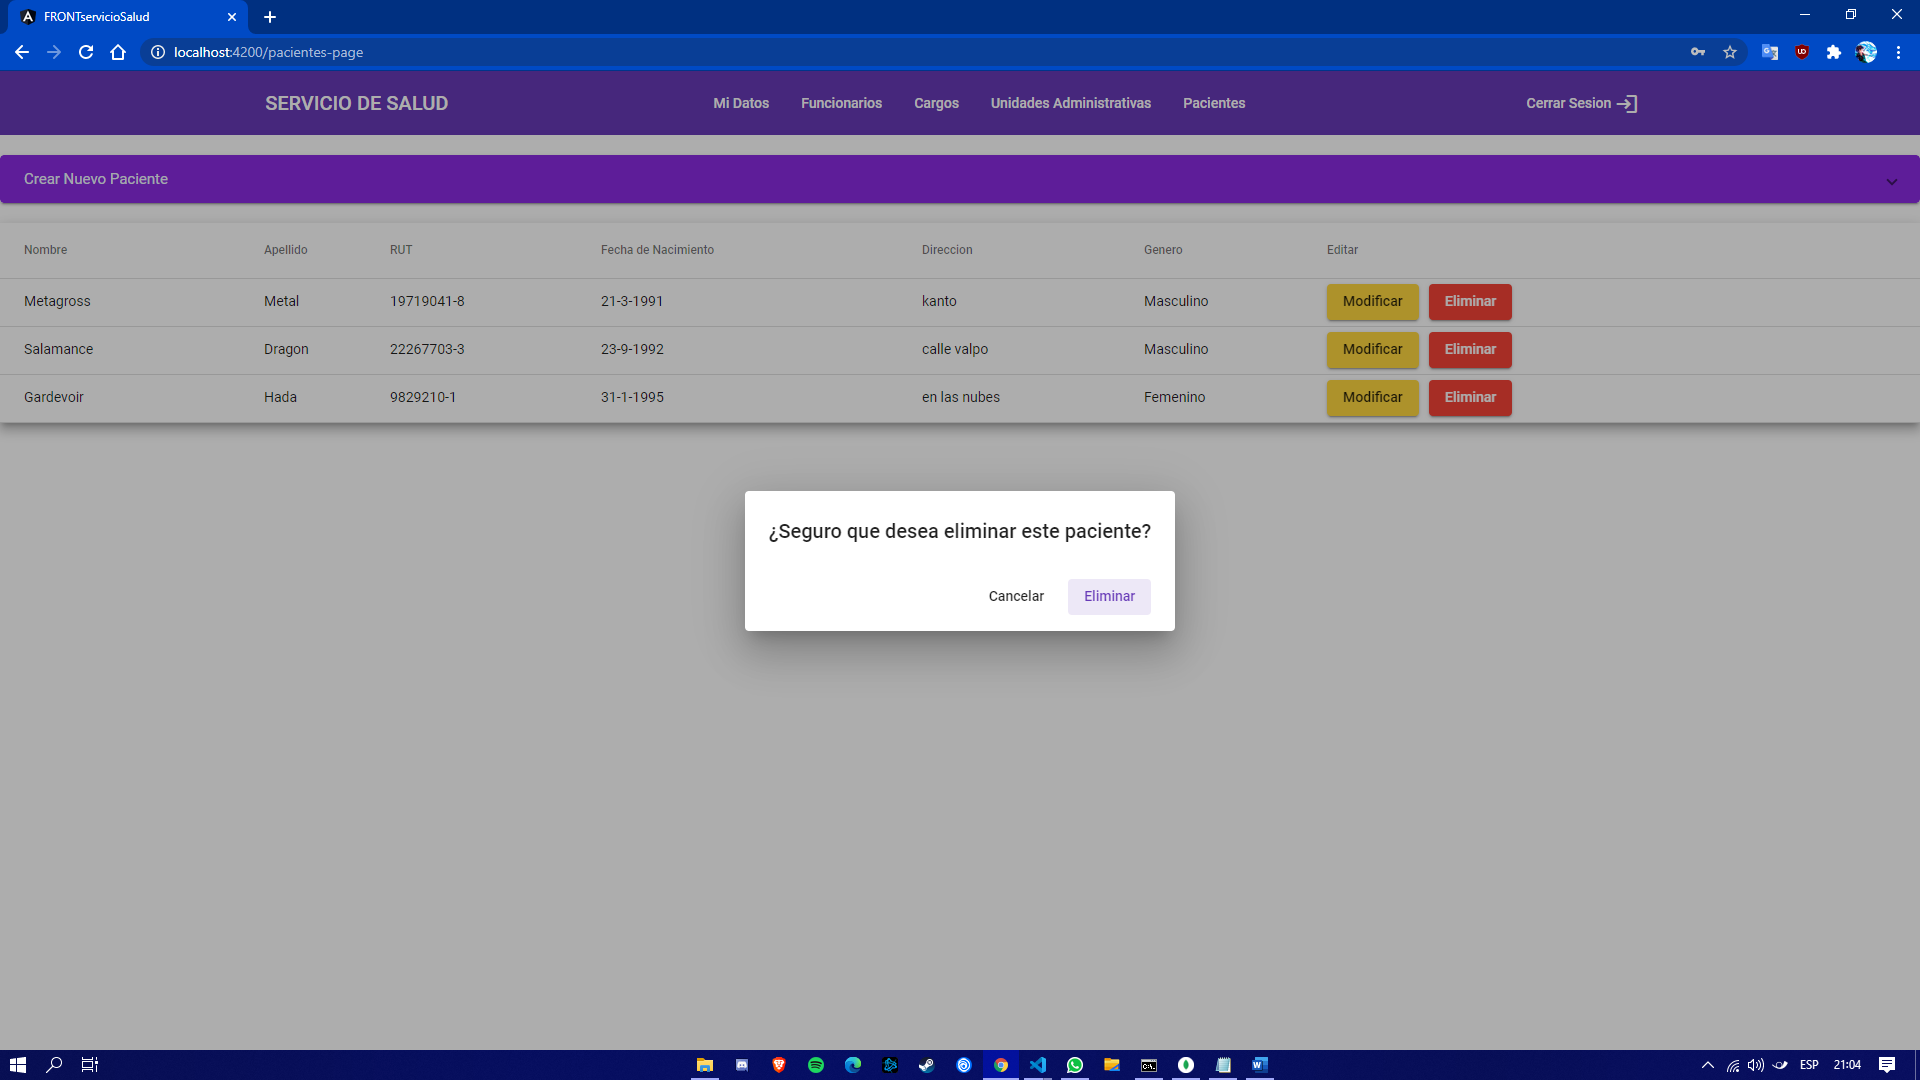 FRONTservicioSalud
localhost:4200/pacientes-page
SERVICIO DE SALUD
Mi Datos
Funcionarios
Cargos
Unidades Administrativas
Pacientes
Cerrar Sesion
Crear Nuevo Paciente
Nombre Apellido RUT Fecha de Nacimiento Direccion Genero Editar
Metagross Metal 19719041-8 21-3-1991 kanto Masculino Modificar Eliminar
Salamance Dragon 22267703-3 23-9-1992 calle valpo Masculino Modificar Eliminar
Gardevoir Hada 9829210-1 31-1-1995 en las nubes Femenino Modificar Eliminar
¿Seguro que desea eliminar este paciente?
Cancelar
Eliminar
ESP
21:04